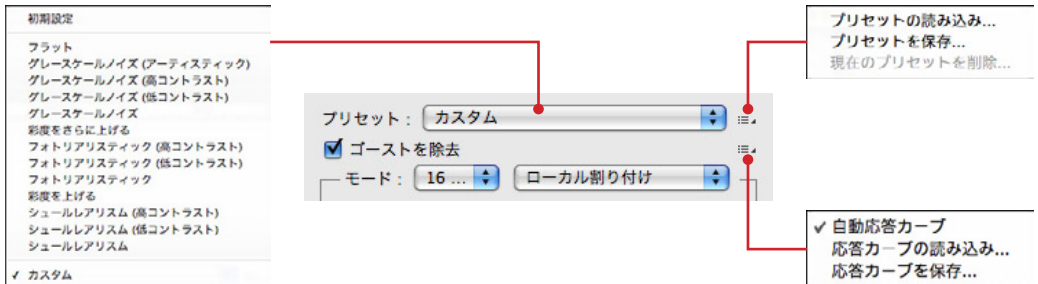 初期設定
フラット
グレースケールノイズ (アーティスティック)
グレースケールノイズ (高コントラスト)
グレースケールノイズ (低コントラスト)
グレースケールノイズ
彩度をさらに上げる
フォトリアリスティック (高コントラスト)
フォトリアリスティック (低コントラスト)
フォトリアリスティック
彩度を上げる
シュールレアリスム (高コントラスト)
シュールレアリスム (低コントラスト)
シュールレアリスム
✓ カスタム
プリセット： カスタム
ゴーストを除去
モード： 16 ... ローカル割り付け
プリセットの読み込み...
プリセットを保存...
現在のプリセットを削除...
✓ 自動応答カーブ
応答カーブの読み込み...
応答カーブを保存...